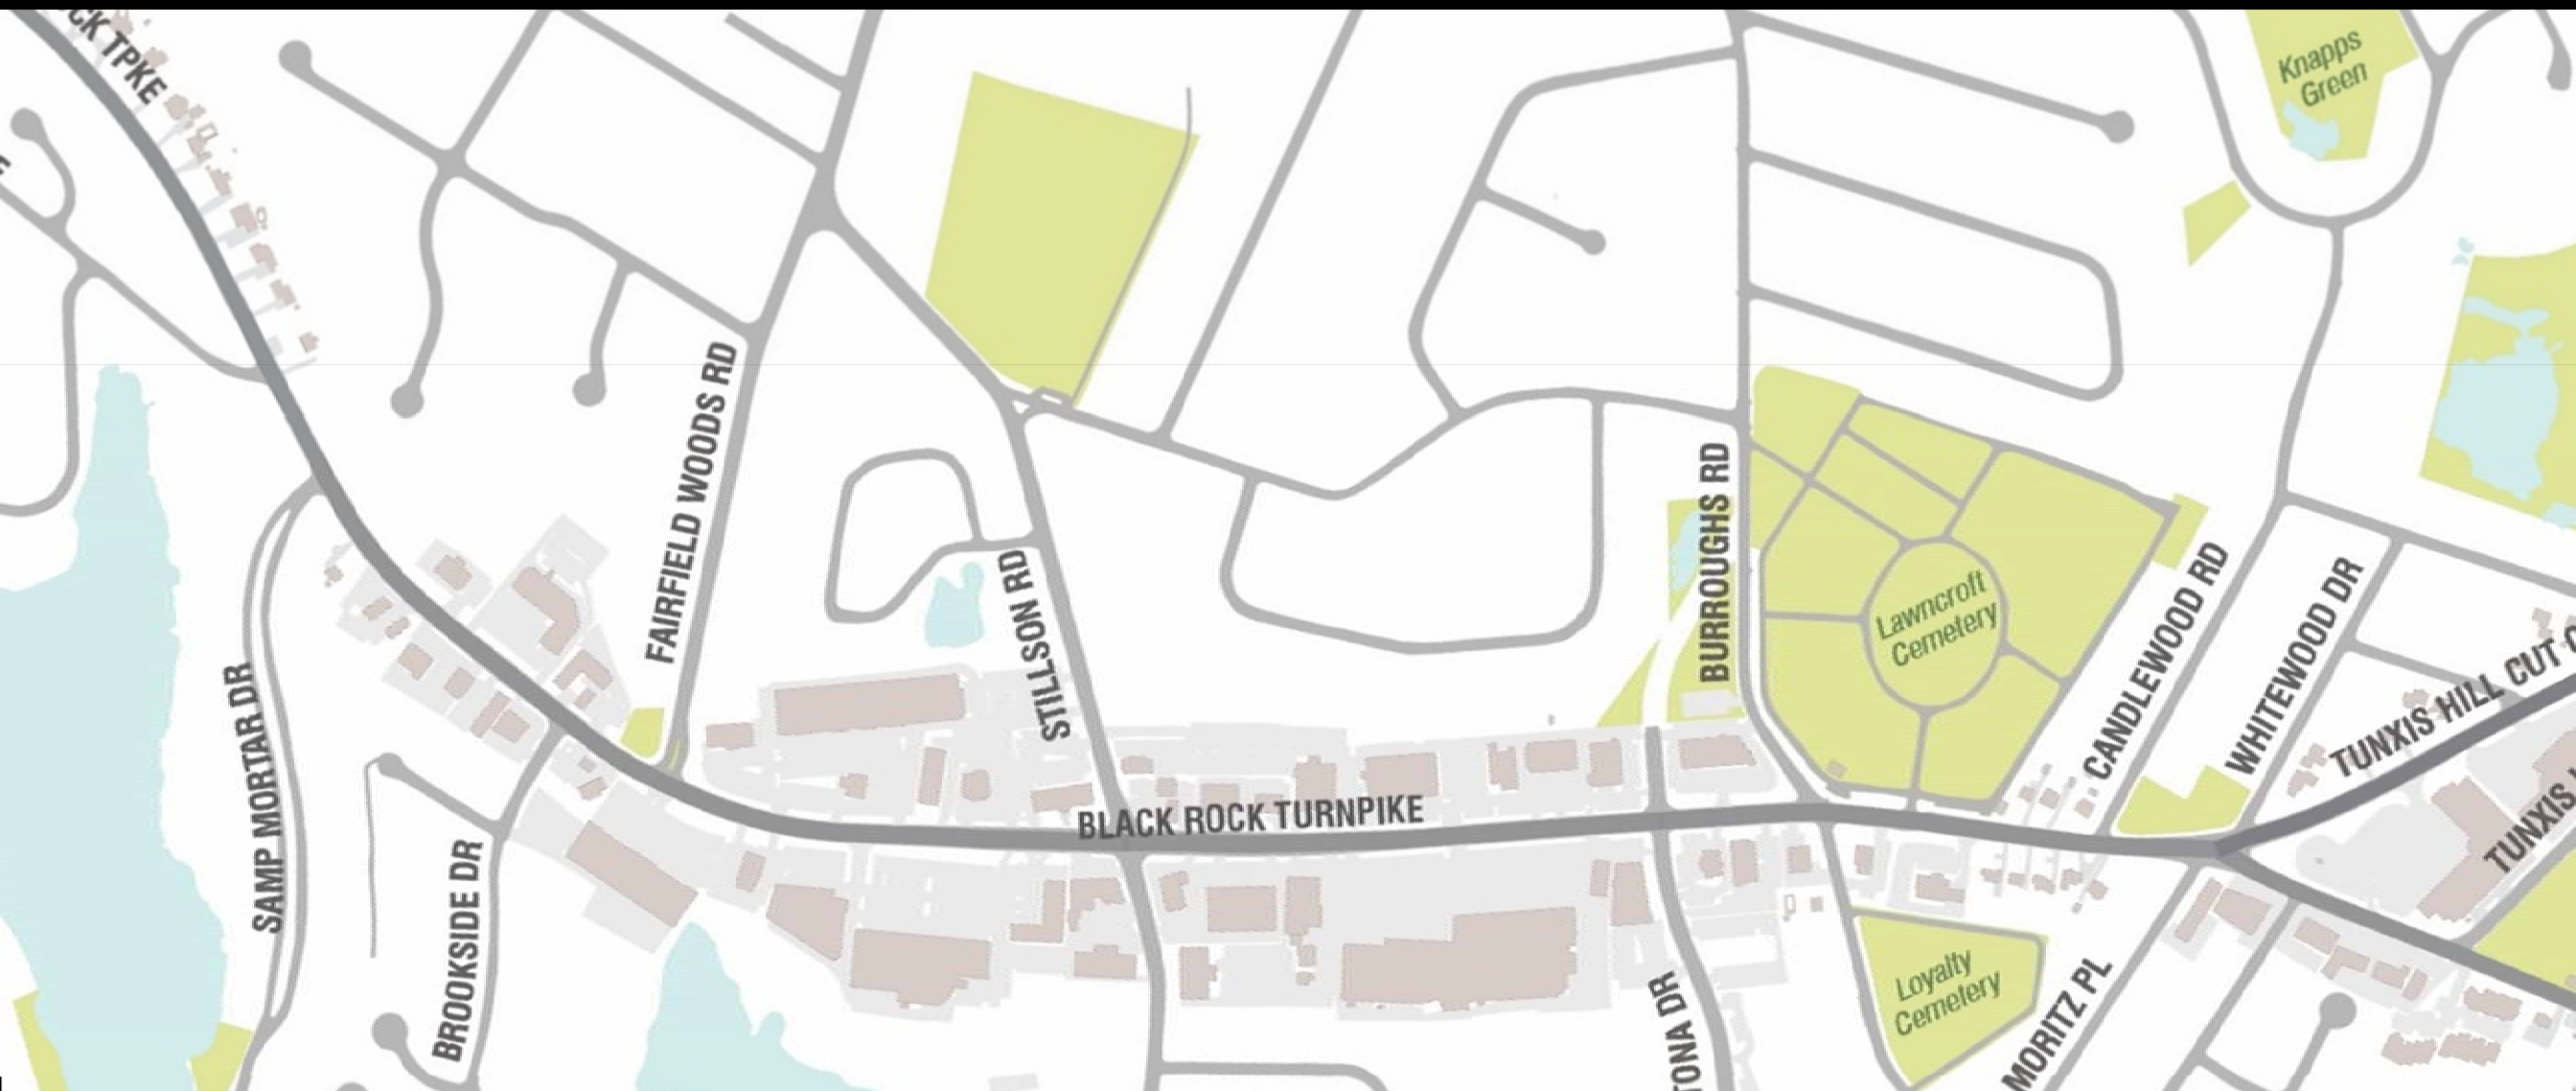 CK TPKE
Knapps
Green
FAIRFIELD WOODS RD
STILLSON RD
BURROUGHS RD
Lawncroft
Cemetery
CANDLEWOOD RD
WHITEWOOD DR
TUNXIS HILL CUT
TUNXIS
SAMP MORTAR DR
BROOKSIDE DR
BLACK ROCK TURNPIKE
TONA DR
Loyalty
Cemetery
MORITZ PL